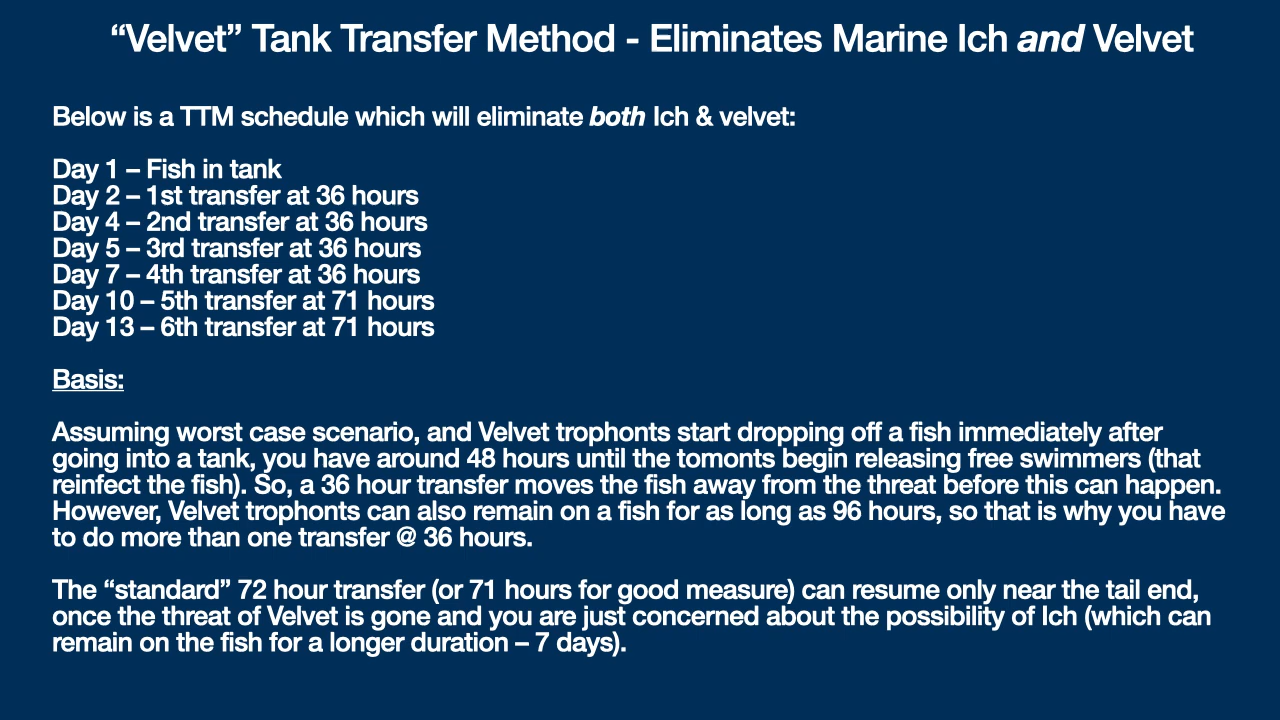 “Velvet” Tank Transfer Method - Eliminates Marine Ich and Velvet
Below is a TTM schedule which will eliminate both Ich & velvet:
Day 1 – Fish in tank
Day 2 – 1st transfer at 36 hours
Day 4 – 2nd transfer at 36 hours
Day 5 – 3rd transfer at 36 hours
Day 7 – 4th transfer at 36 hours
Day 10 – 5th transfer at 71 hours
Day 13 – 6th transfer at 71 hours
Basis:
Assuming worst case scenario, and Velvet trophonts start dropping off a fish immediately after
going into a tank, you have around 48 hours until the tomonts begin releasing free swimmers (that
reinfect the fish). So, a 36 hour transfer moves the fish away from the threat before this can happen.
However, Velvet trophonts can also remain on a fish for as long as 96 hours, so that is why you have
to do more than one transfer @ 36 hours.
The “standard” 72 hour transfer (or 71 hours for good measure) can resume only near the tail end,
once the threat of Velvet is gone and you are just concerned about the possibility of Ich (which can
remain on the fish for a longer duration – 7 days).